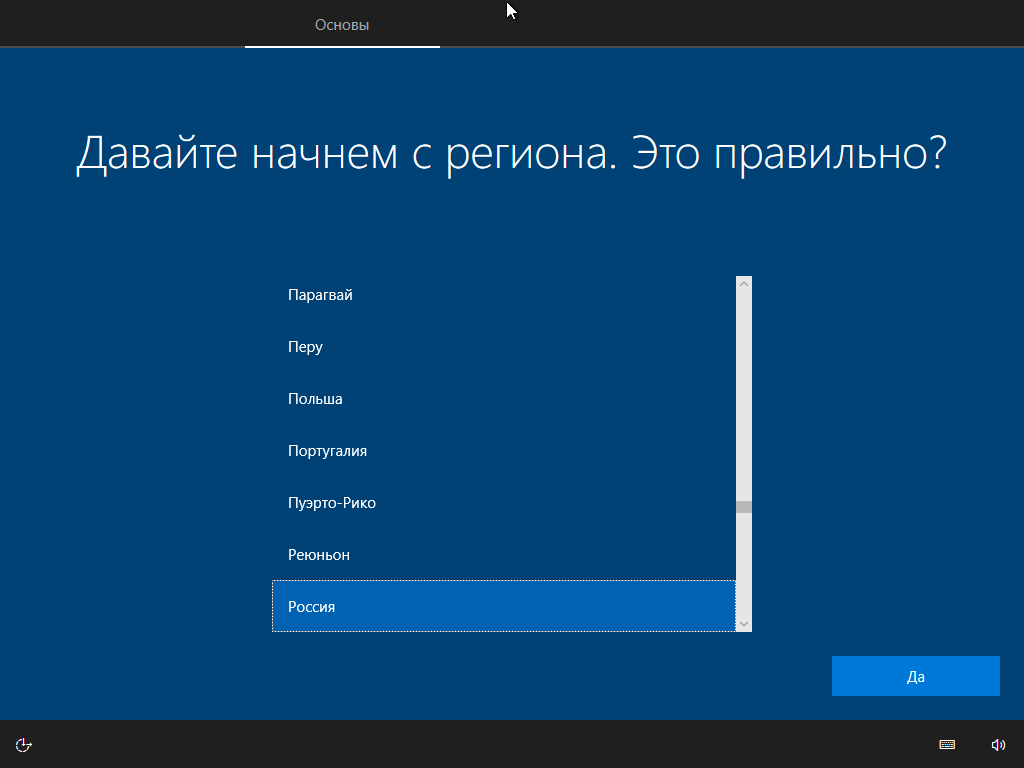 Основы
Давайте начнем с региона. Это правильно?
Парагвай
Перу
Польша
Португалия
Пуэрто-Рико
Реюньон
Россия
Да